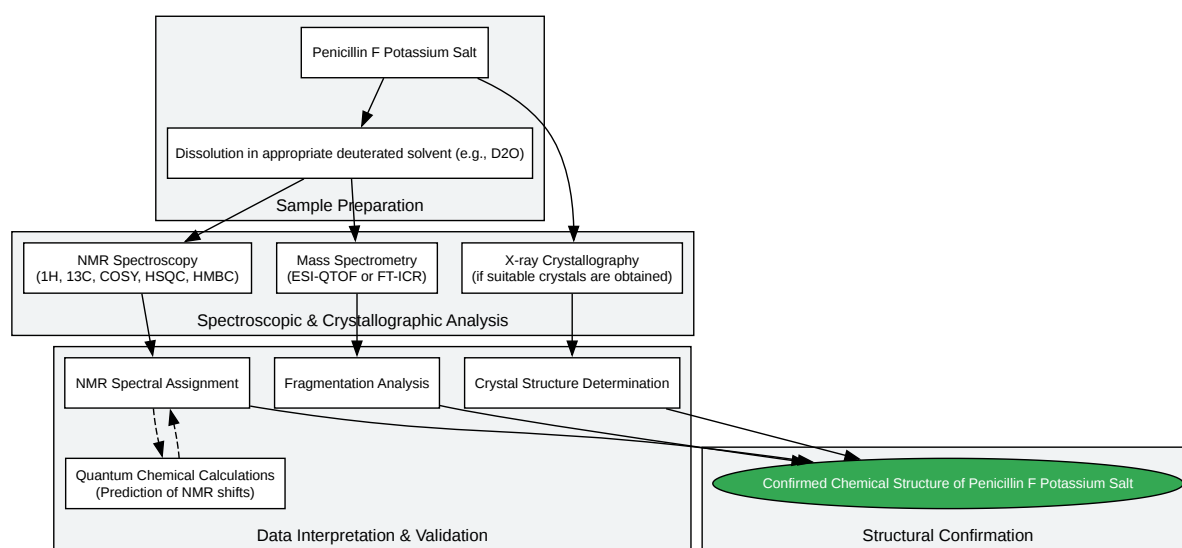 Penicillin F Potassium Salt
Dissolution in appropriate deuterated solvent (e.g., D2O)
Sample Preparation
NMR Spectroscopy
(1H, 13C, COSY, HSQC, HMBC)
Mass Spectrometry
(ESI-QTOF or FT-ICR)
X-ray Crystallography
(if suitable crystals are obtained)
Spectroscopic & Crystallographic Analysis
NMR Spectral Assignment
Fragmentation Analysis
Crystal Structure Determination
Quantum Chemical Calculations
(Prediction of NMR shifts)
Confirmed Chemical Structure of Penicillin F Potassium Salt
Data Interpretation & Validation
Structural Confirmation